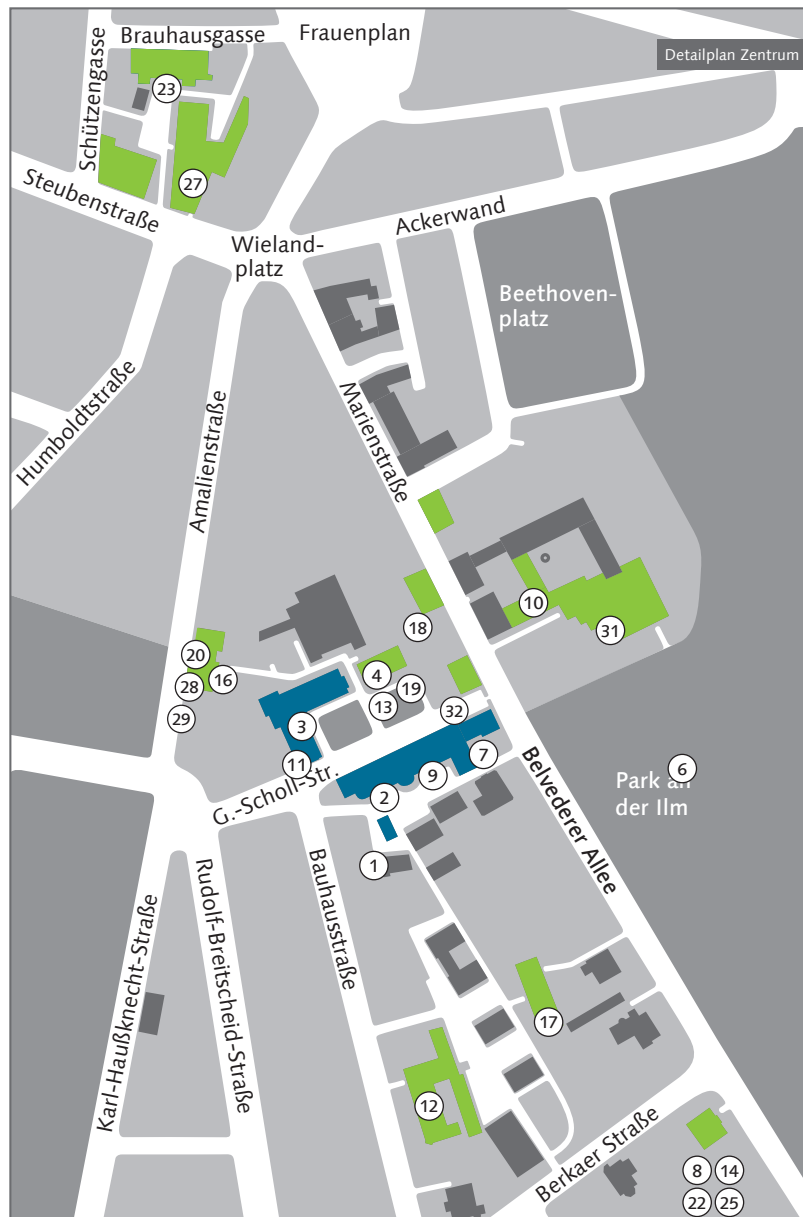 Brauhausgasse
Frauenplan
Detailplan Zentrum
Schützengasse
23
27
Steubenstraße
Ackerwand
Wieland-
platz
Beethoven-
platz
Humboldtstraße
Amalienstraße
Marienstraße
10
31
18
20
16
4
28
19
13
29
3
32
11
7
9
6
Park an
der Ilm
G.-Scholl-Str.
2
Belvederer Allee
1
Bauhausstraße
Rudolf-Breitscheid-Straße
Karl-Haußknecht-Straße
17
12
Berkaer Straße
8 14
22 25